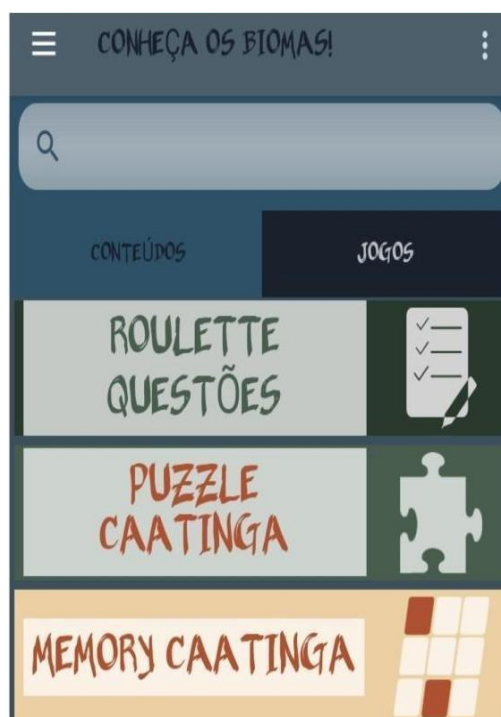 CONHEÇA OS BIOMAS!
CONTEÚDOS
JOGOS
ROULETTE
QUESTÕES
PUZZLE
CAATINGA
MEMORY CAATINGA